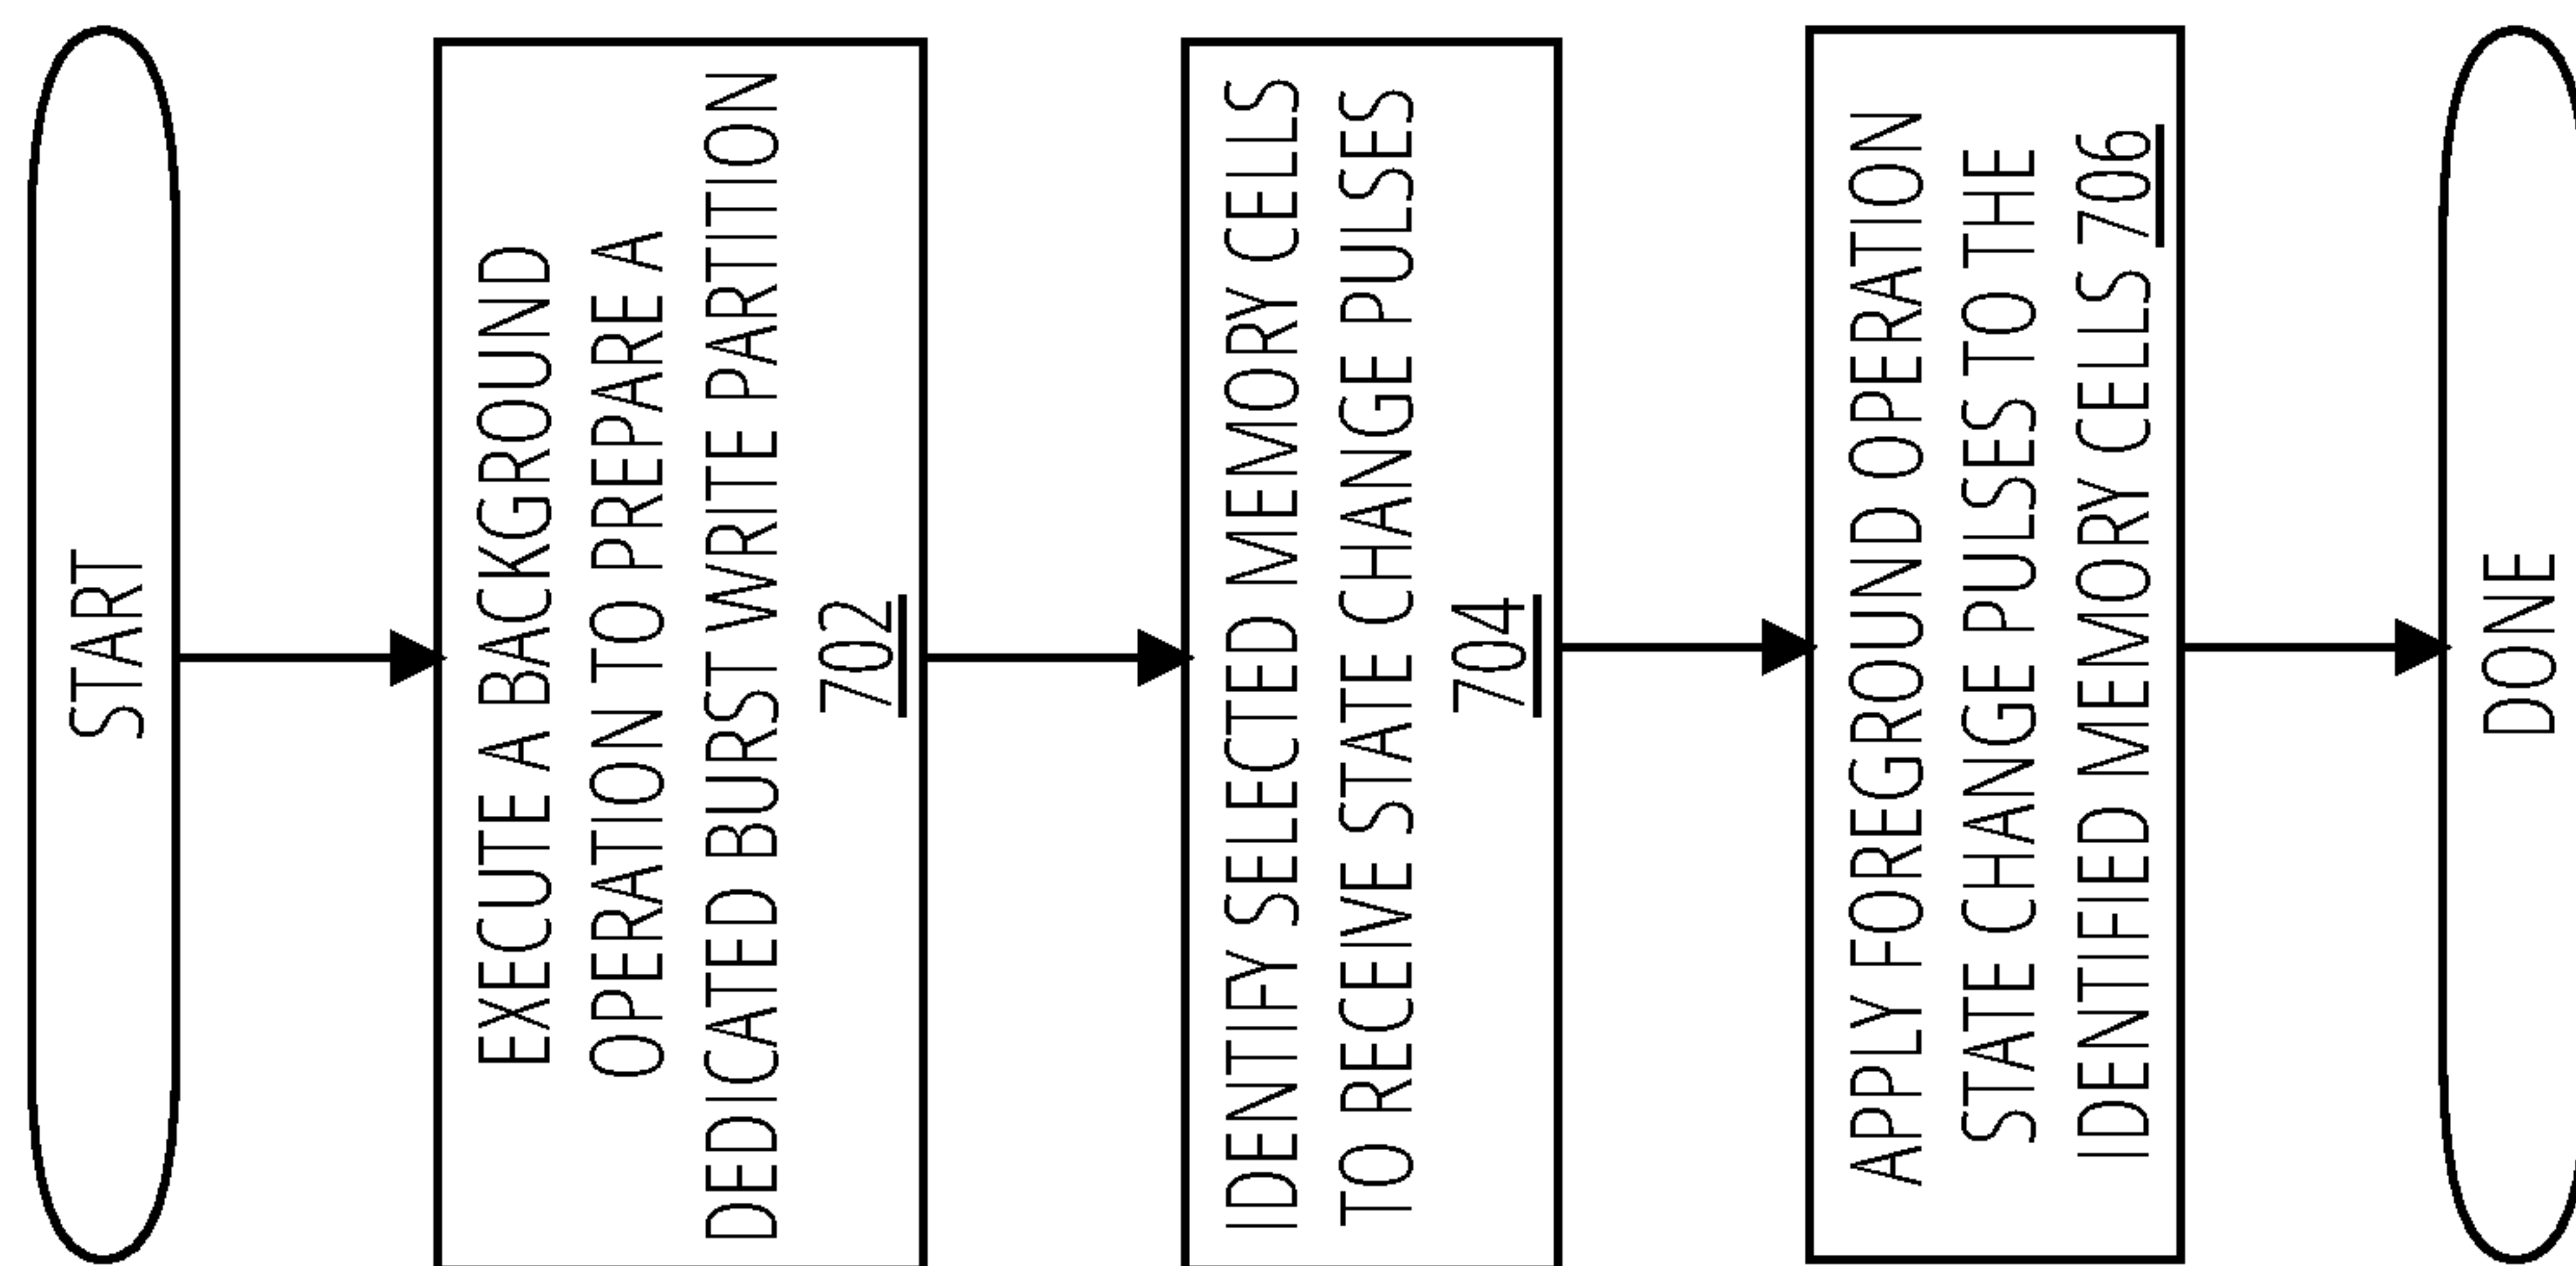 START
EXECUTE A BACKGROUND
OPERATION TO PREPARE A
DEDICATED BURST WRITE PARTITION
702
IDENTIFY SELECTED MEMORY CELLS
TO RECEIVE STATE CHANGE PULSES
704
APPLY FOREGROUND OPERATION
STATE CHANGE PULSES TO THE
IDENTIFIED MEMORY CELLS 706
DONE